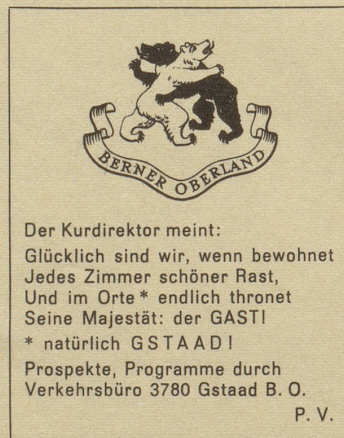 BERNER OBERLAND
Der Kurdirektor meint:
Glücklich sind wir, wenn bewohnet
Jedes Zimmer schöner Rast,
Und im Orte* endlich thronet
Seine Majestät: der GAST!
* natürlich GSTAAD!
Prospekte, Programme durch
Verkehrsbüro 3780 Gstaad B. O.
P. V.